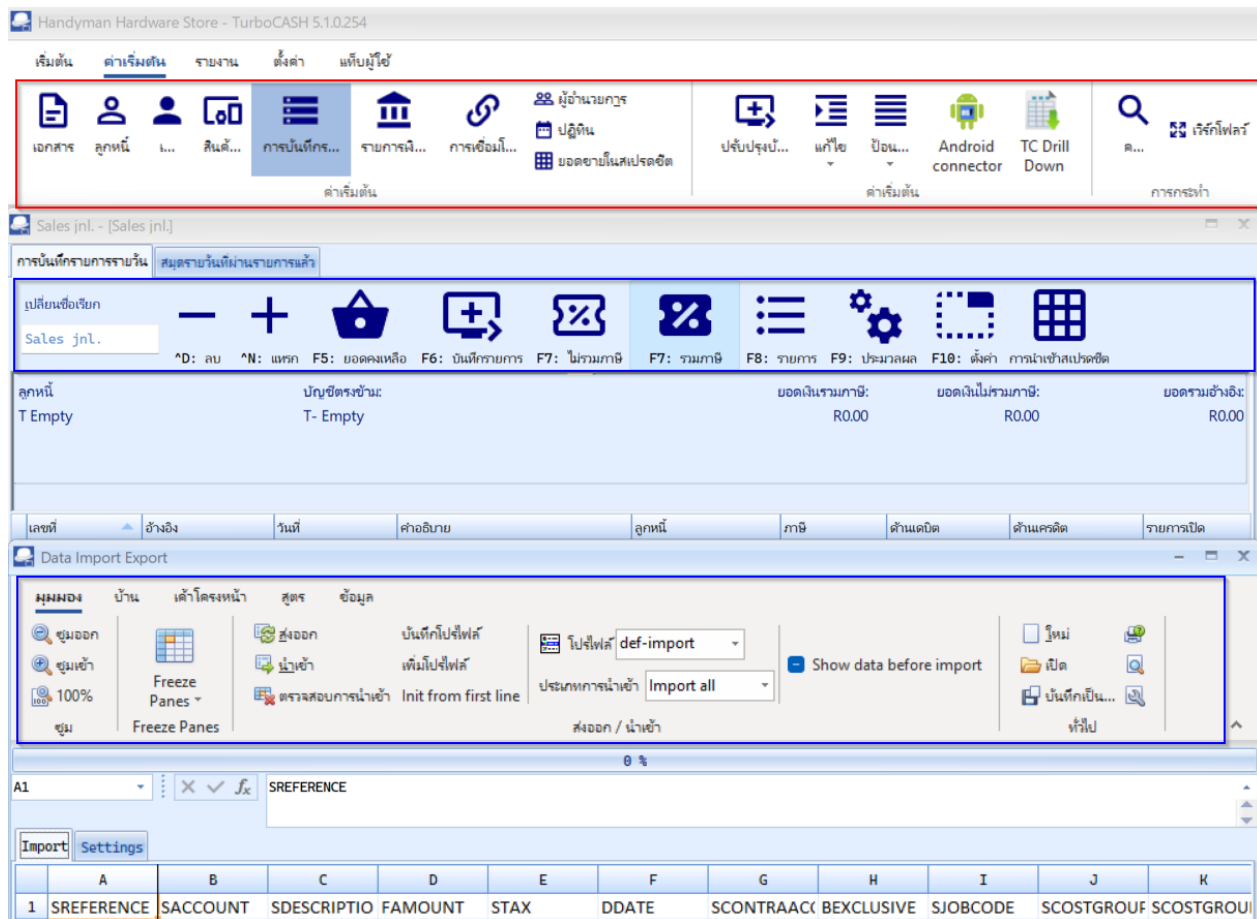 Handyman Hardware Store - TurboCASH 5.1.0.254
เริ่มต้น ค่าเริ่มต้น รายงาน ตั้งค่า แท็บผู้ใช้
เอกสาร ลูกหนี้ เ... สินค้... การบันทึกร... รายการเงิ... การเชื่อมโ... ปรับปรุงบั... แก้ไข ป้อน... Android connector TC Drill Down ค... เวิร์กโฟลว์
ผู้อำนวยการ
ปฏิทิน
ยอดขายในสเปรดชีต
ค่าเริ่มต้น ค่าเริ่มต้น การกระทำ
Sales jnl. - [Sales jnl.]
การบันทึกรายการรายวัน สมุดรายวันที่ผ่านรายการแล้ว
เปลี่ยนชื่อเรียก
Sales jnl.
^D: ลบ ^N: แทรก F5: ยอดคงเหลือ F6: บันทึกรายการ F7: ไม่รวมภาษี F7: รวมภาษี F8: รายการ F9: ประมวลผล F10: ตั้งค่า การนำเข้าสเปรดชีต
ลูกหนี้ บัญชีตรงข้าม: ยอดเงินรวมภาษี: ยอดเงินไม่รวมภาษี: ยอดรวมอ้างอิง:
T Empty T- Empty R0.00 R0.00 R0.00
เลขที่ อ้างอิง วันที่ คำอธิบาย ลูกหนี้ ภาษี ด้านเดบิต ด้านเครดิต รายการเปิด
Data Import Export
มุมมอง บ้าน เค้าโครงหน้า สูตร ข้อมูล
ซูมออก ส่งออก บันทึกโปรไฟล์ โปรไฟล์ def-import ใหม่
ซูมเข้า Freeze Panes นำเข้า เพิ่มโปรไฟล์ Show data before import เปิด
100% ตรวจสอบการนำเข้า Init from first line ประเภทการนำเข้า Import all บันทึกเป็น...
ซูม Freeze Panes ส่งออก / นำเข้า ทั่วไป
0 %
A1 fx SREFERENCE
Import Settings
A B C D E F G H I J K
1 SREFERENCE SACCOUNT SDESCRIPTIO FAMOUNT STAX DDATE SCONTRAAC( BEXCLUSIVE SJOBCODE SCOSTGROUF SCOSTGROUI